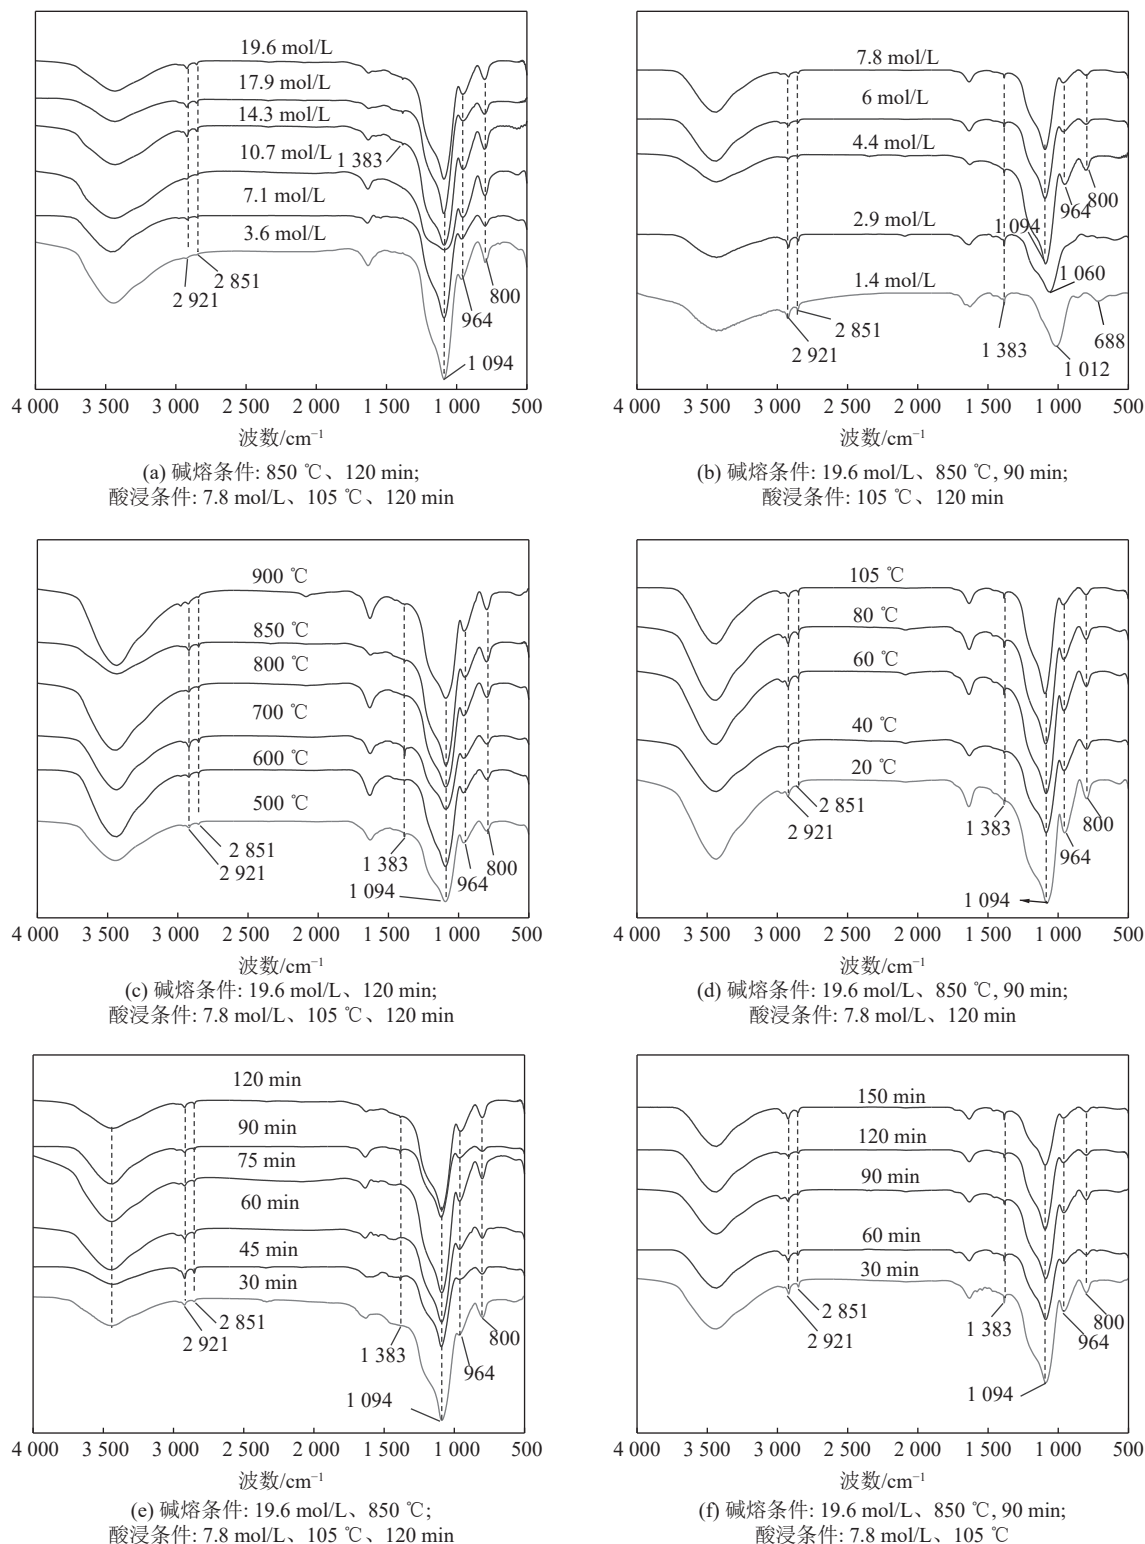 19.6 mol/L
17.9 mol/L
14.3 mol/L
10.7 mol/L
1 383
7.1 mol/L
3.6 mol/L
2 851
2 921
800
964
1 094
4 000 3 500 3 000 2 500 2 000 1 500 1 000 500
波数/cm⁻¹
(a) 碱熔条件: 850 ℃、120 min;
酸浸条件: 7.8 mol/L、105 ℃、120 min
7.8 mol/L
6 mol/L
4.4 mol/L
800
964
2.9 mol/L
1 094
1 060
1.4 mol/L
2 851
2 921
1 383
688
1 012
4 000 3 500 3 000 2 500 2 000 1 500 1 000 500
波数/cm⁻¹
(b) 碱熔条件: 19.6 mol/L、850 ℃, 90 min;
酸浸条件: 105 ℃、120 min
900 ℃
850 ℃
800 ℃
700 ℃
600 ℃
500 ℃
2 851
2 921
1 383
800
964
1 094
4 000 3 500 3 000 2 500 2 000 1 500 1 000 500
波数/cm⁻¹
(c) 碱熔条件: 19.6 mol/L、120 min;
酸浸条件: 7.8 mol/L、105 ℃、120 min
105 ℃
80 ℃
60 ℃
40 ℃
20 ℃
2 851
2 921
1 383
800
964
1 094
4 000 3 500 3 000 2 500 2 000 1 500 1 000 500
波数/cm⁻¹
(d) 碱熔条件: 19.6 mol/L、850 ℃, 90 min;
酸浸条件: 7.8 mol/L、120 min
120 min
90 min
75 min
60 min
45 min
30 min
2 851
2 921
1 383
800
964
1 094
4 000 3 500 3 000 2 500 2 000 1 500 1 000 500
波数/cm⁻¹
(e) 碱熔条件: 19.6 mol/L、850 ℃;
酸浸条件: 7.8 mol/L、105 ℃、120 min
150 min
120 min
90 min
60 min
30 min
2 851
2 921
1 383
800
964
1 094
4 000 3 500 3 000 2 500 2 000 1 500 1 000 500
波数/cm⁻¹
(f) 碱熔条件: 19.6 mol/L、850 ℃, 90 min;
酸浸条件: 7.8 mol/L、105 ℃